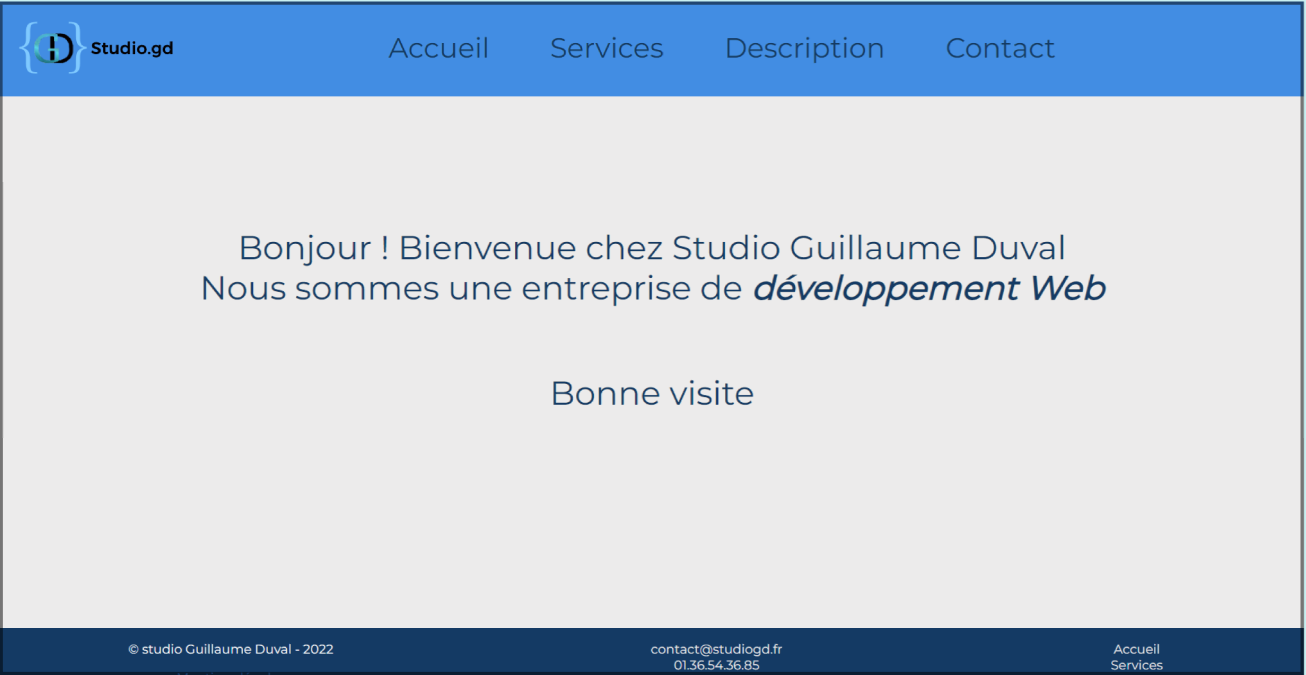 {GD} Studio.gd
Accueil Services Description Contact
Bonjour ! Bienvenue chez Studio Guillaume Duval
Nous sommes une entreprise de développement Web
Bonne visite
© studio Guillaume Duval - 2022
contact@studiogd.fr
01.36.54.36.85
Accueil
Services